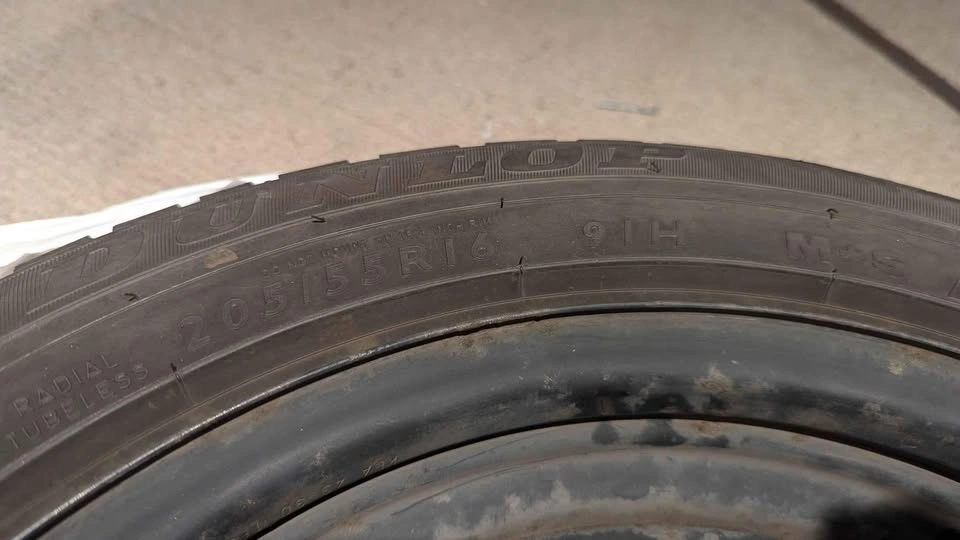 DUNLOP
205/55R16 91H M+S
RADIAL
TUBELESS